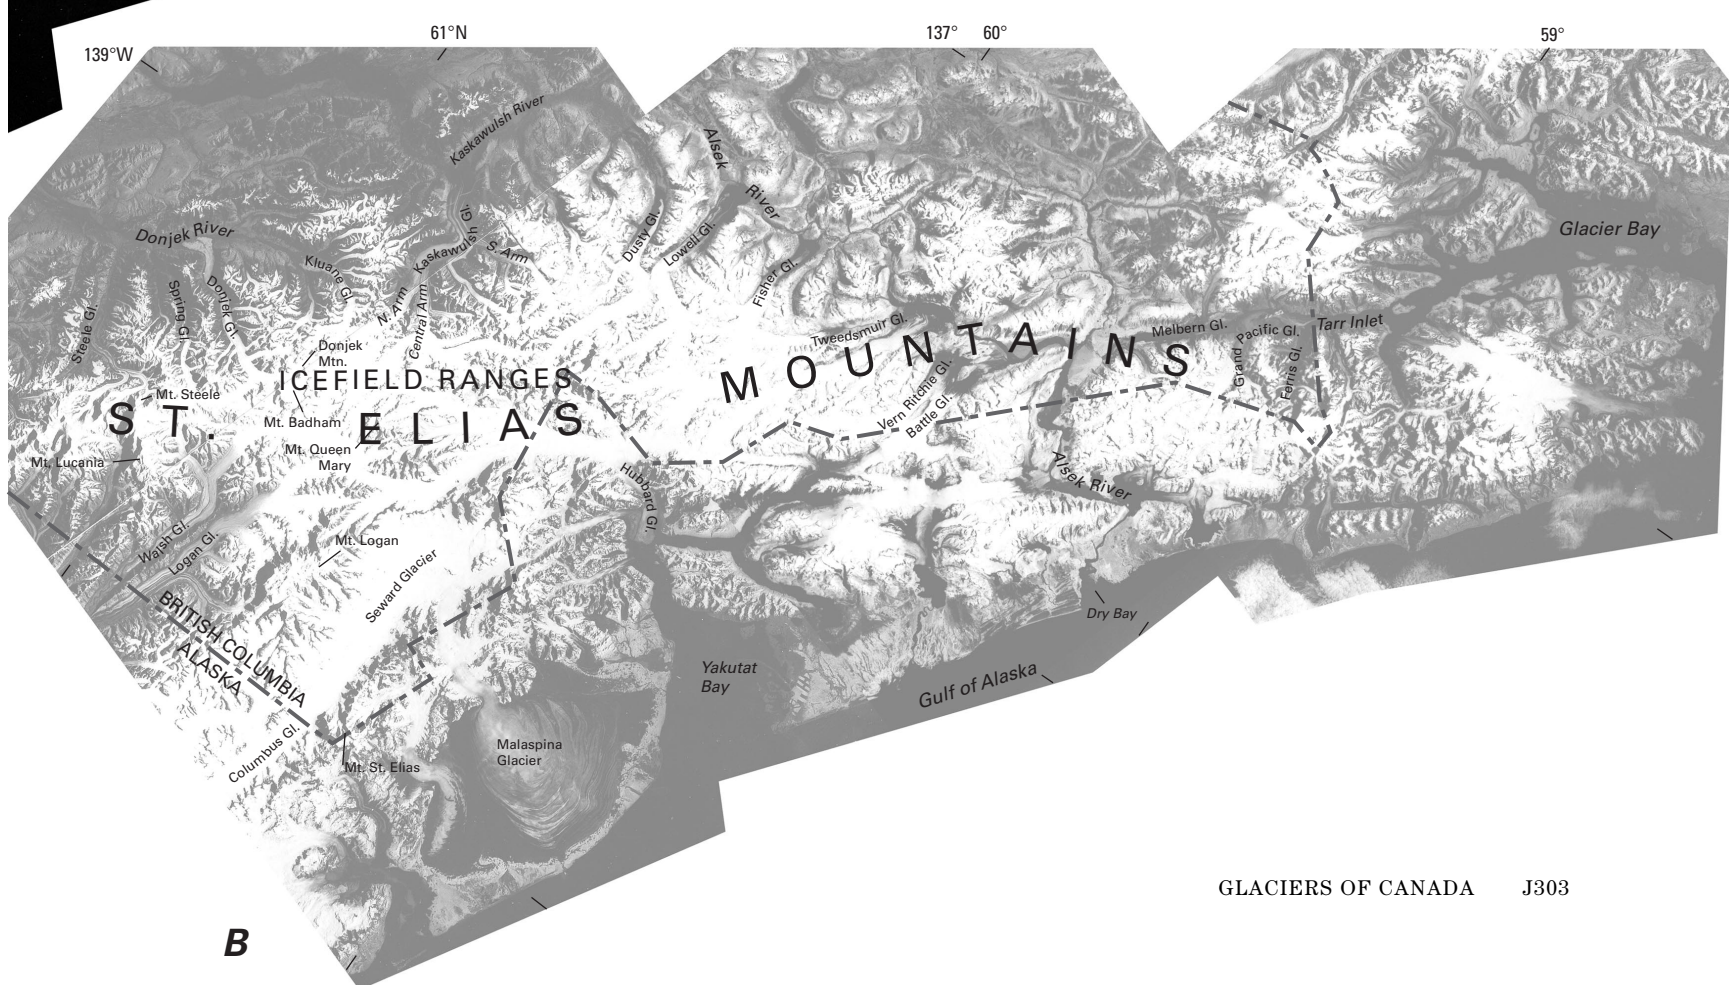 139°W
61°N
137°
60°
59°
Kaskawulsh River
Alsek
River
Donjek River
Glacier Bay
Kaskawulsh Gl.
S. Arm
N. Arm
Central Arm
Dusty Gl.
Lowell Gl.
Fisher Gl.
Kluane Gl.
Donjek Gl.
Spring Gl.
Steele Gl.
Tweedsmuir Gl.
Melbern Gl.
Grand Pacific Gl.
Ferris Gl.
Tarr Inlet
Donjek
Mtn.
ICEFIELD RANGES
MOUNTAINS
Mt. Steele
ST. ELIAS
Mt. Badham
Mt. Queen
Mary
Mt. Lucania
Vern Ritchie Gl.
Battle Gl.
Hubbard Gl.
Alsek River
Walsh Gl.
Logan Gl.
Mt. Logan
Seward Glacier
BRITISH COLUMBIA
ALASKA
Dry Bay
Yakutat
Bay
Gulf of Alaska
Columbus Gl.
Mt. St. Elias
Malaspina
Glacier
GLACIERS OF CANADA J303
B